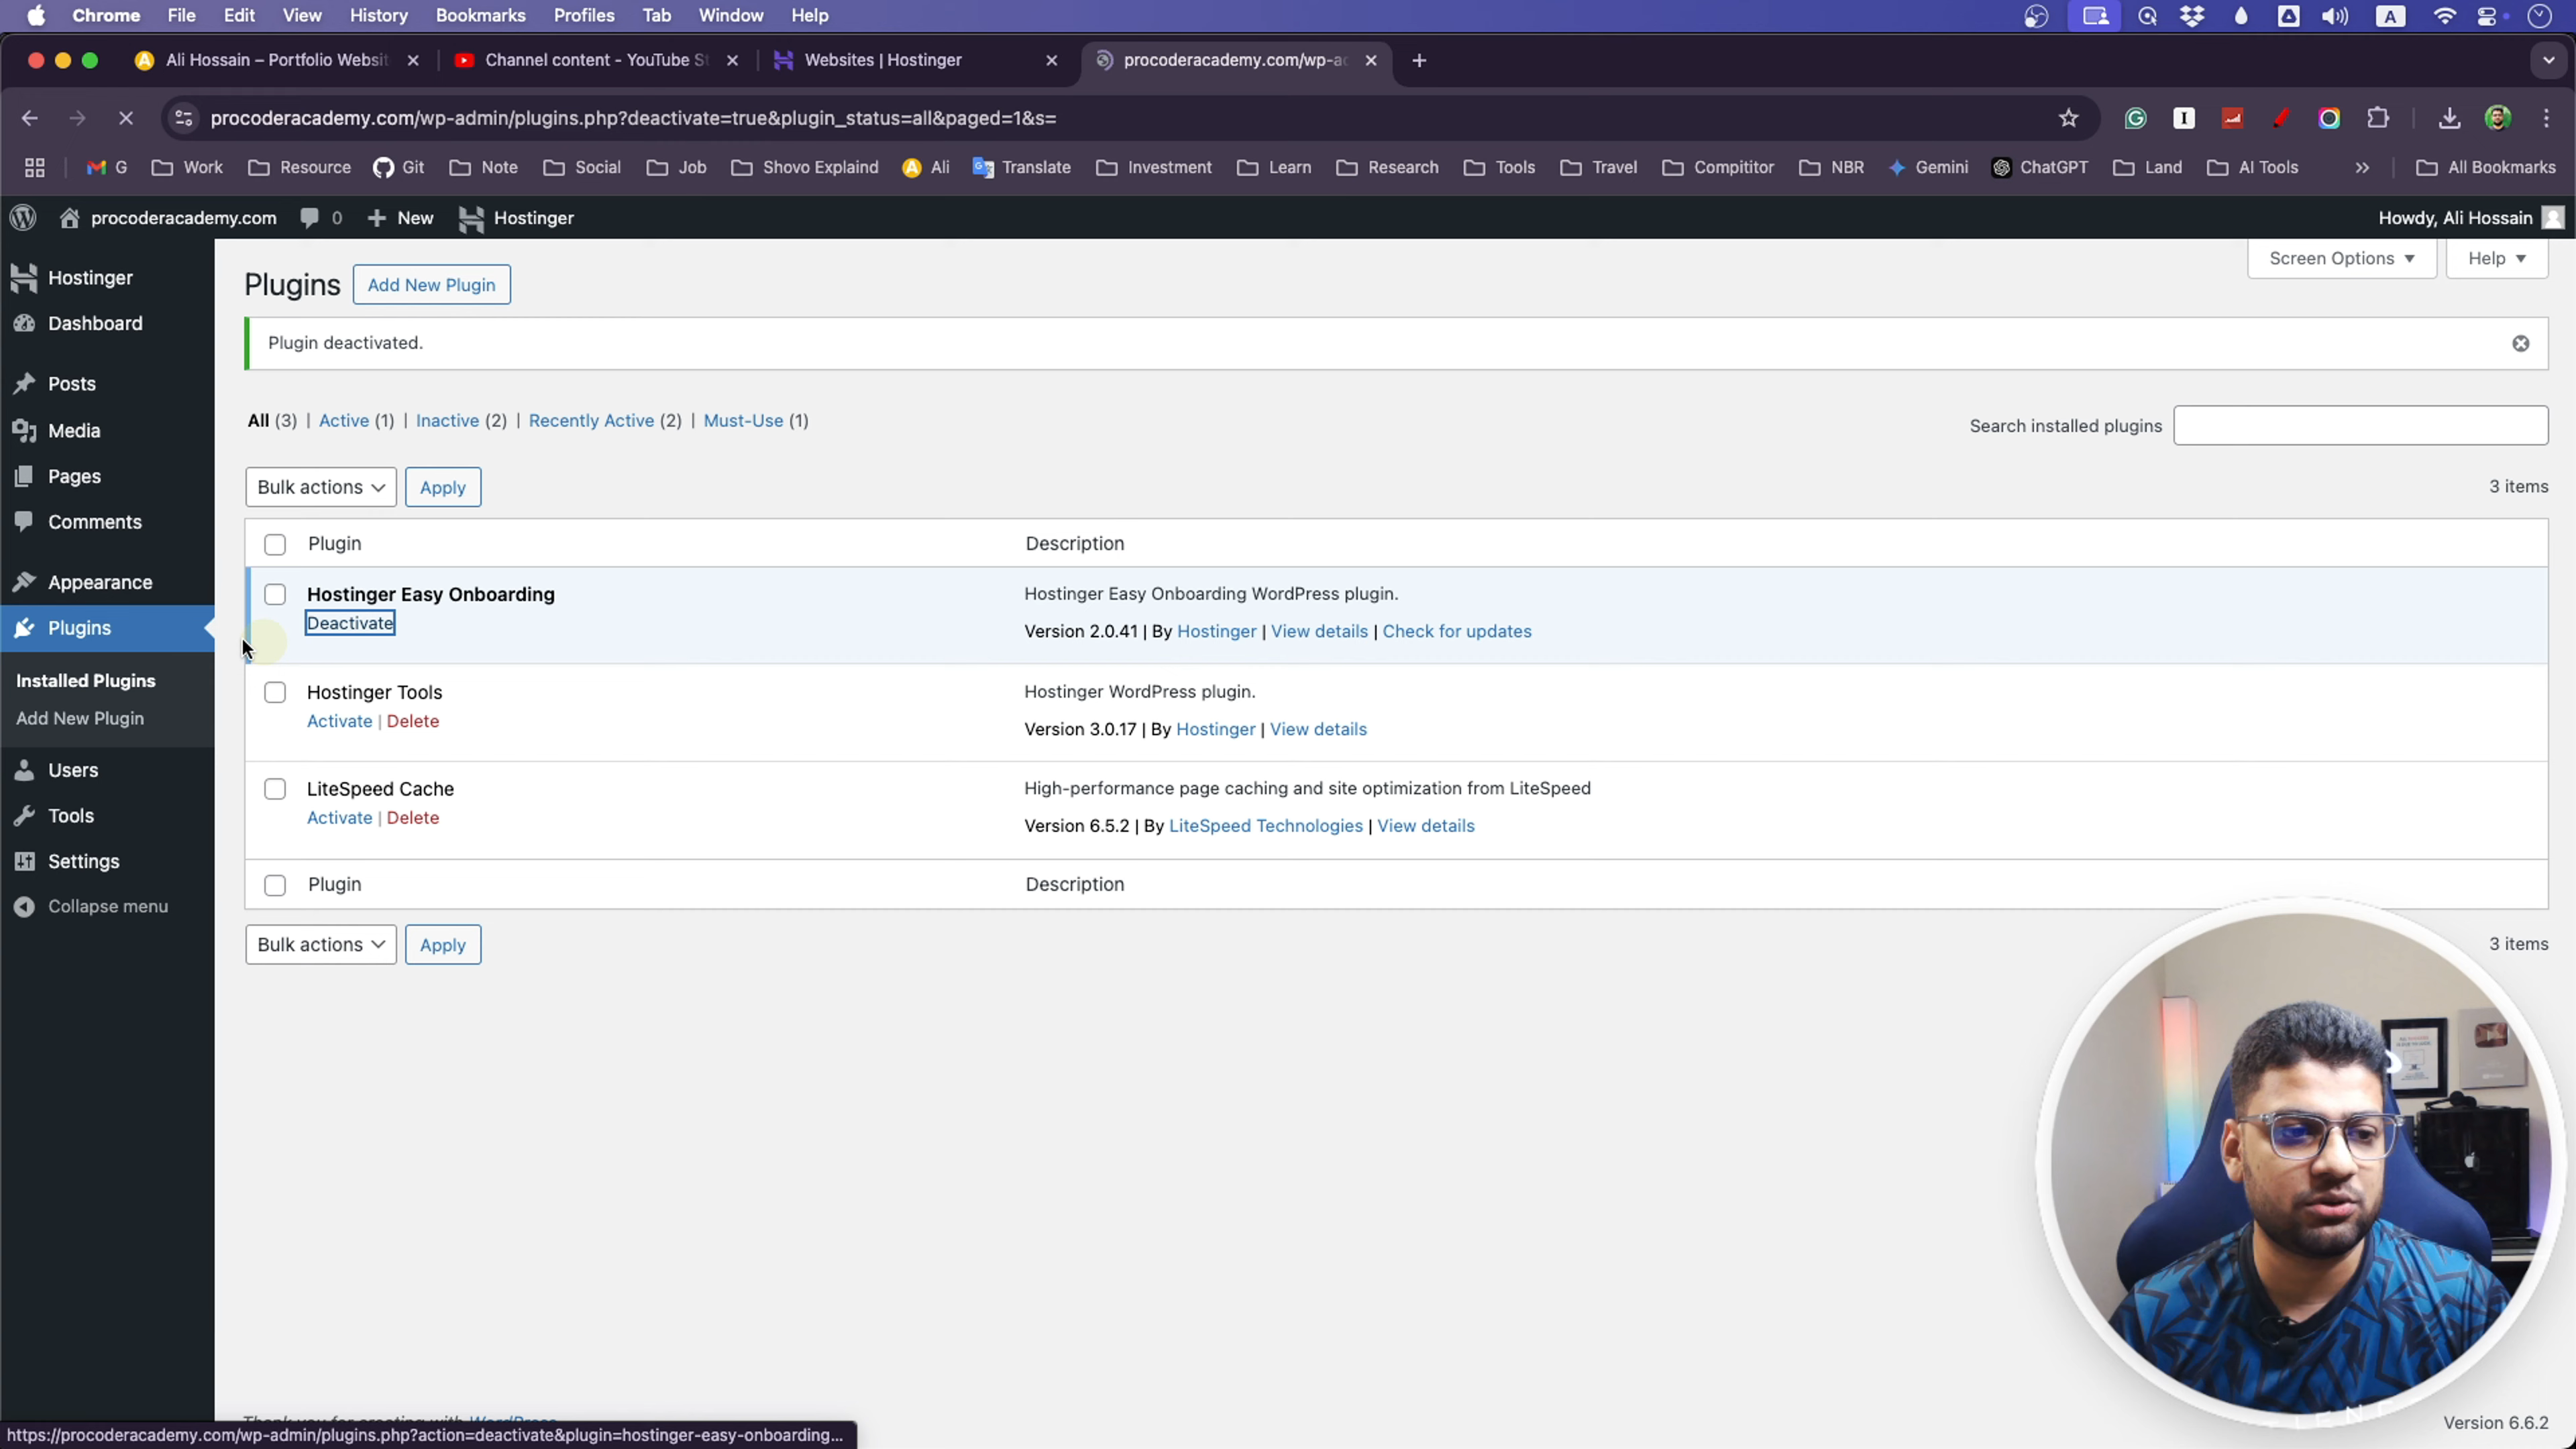 Chrome File Edit View History Bookmarks Profiles Tab Window Help
Ali Hossain – Portfolio Websit
Channel content - YouTube St
Websites | Hostinger
procoderacademy.com/wp-ad
procoderacademy.com/wp-admin/plugins.php?deactivate=true&plugin_status=all&paged=1&s=
G Work Resource Git Note Social Job Shovo Explaind Ali Translate Investment Learn Research Tools Travel Compititor NBR Gemini ChatGPT Land AI Tools » All Bookmarks
procoderacademy.com 0 + New Hostinger Howdy, Ali Hossain
Hostinger
Dashboard
Posts
Media
Pages
Comments
Appearance
Plugins
Installed Plugins
Add New Plugin
Users
Tools
Settings
Collapse menu
Screen Options Help
Plugins Add New Plugin
Plugin deactivated.
All (3) | Active (1) | Inactive (2) | Recently Active (2) | Must-Use (1)
Search installed plugins
Bulk actions Apply 3 items
Plugin Description
Hostinger Easy Onboarding Hostinger Easy Onboarding WordPress plugin.
Deactivate Version 2.0.41 | By Hostinger | View details | Check for updates
Hostinger Tools Hostinger WordPress plugin.
Activate | Delete Version 3.0.17 | By Hostinger | View details
LiteSpeed Cache High-performance page caching and site optimization from LiteSpeed
Activate | Delete Version 6.5.2 | By LiteSpeed Technologies | View details
Plugin Description
Bulk actions Apply 3 items
Version 6.6.2
https://procoderacademy.com/wp-admin/plugins.php?action=deactivate&plugin=hostinger-easy-onboarding...